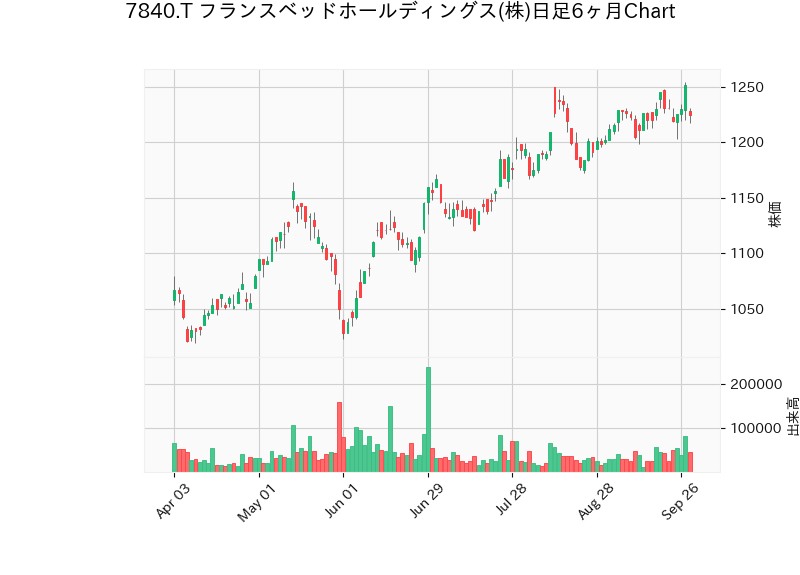 7840.T フランスベッドホールディングス(株)日足6ヶ月Chart
1250
1200
1150
1100
1050
株価
200000
100000
出来高
Apr 03
May 01
Jun 01
Jun 29
Jul 28
Aug 28
Sep 26